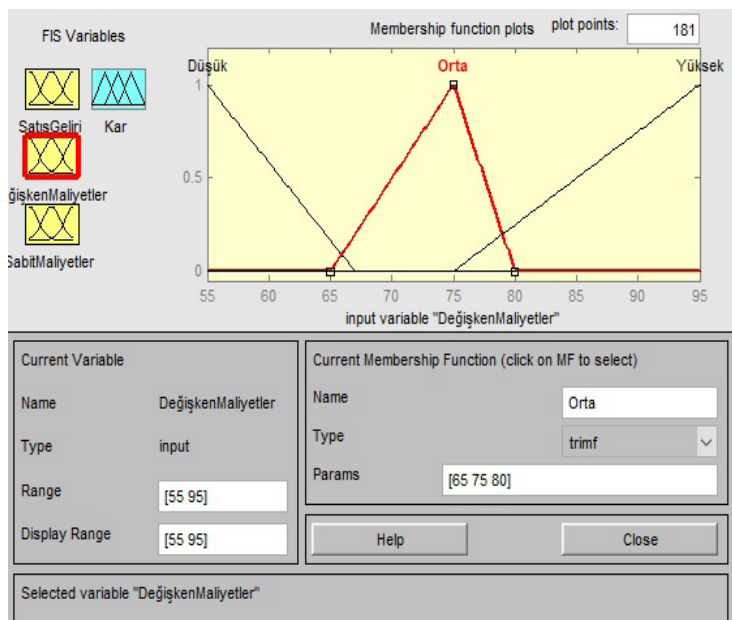 FIS Variables
Membership function plots
plot points:
181
Düşük
Orta
Yüksek
1
0.5
0
55 60 65 70 75 80 85 90 95
input variable "DeğişkenMaliyetler"
SatısGeliri
Kar
ğişkenMaliyetler
SabitMaliyetler
Current Variable
Name DeğişkenMaliyetler
Type input
Range [55 95]
Display Range [55 95]
Current Membership Function (click on MF to select)
Name Orta
Type trimf
Params [65 75 80]
Help
Close
Selected variable "DeğişkenMaliyetler"